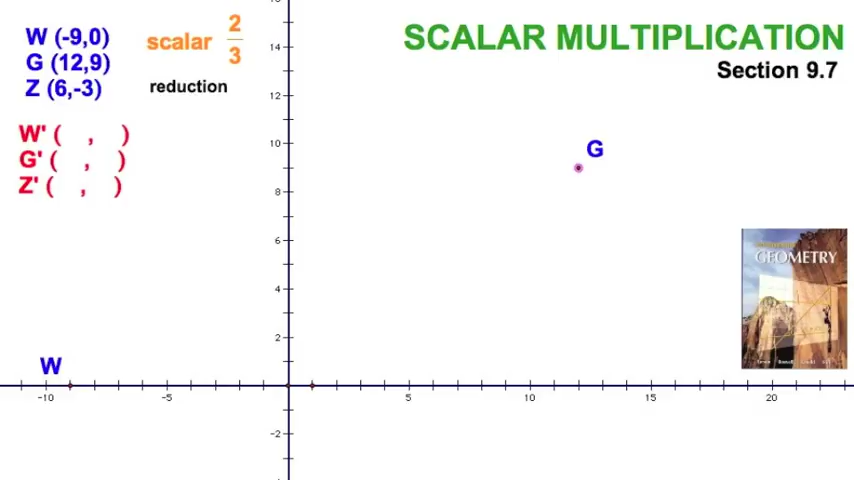 W (-9,0)
G (12,9)
Z (6,-3)
scalar 2/3
reduction
SCALAR MULTIPLICATION
Section 9.7
W' ( , )
G' ( , )
Z' ( , )
G
W
GEOMETRY
14
12
10
8
6
4
2
-2
-10 -5 5 10 15 20